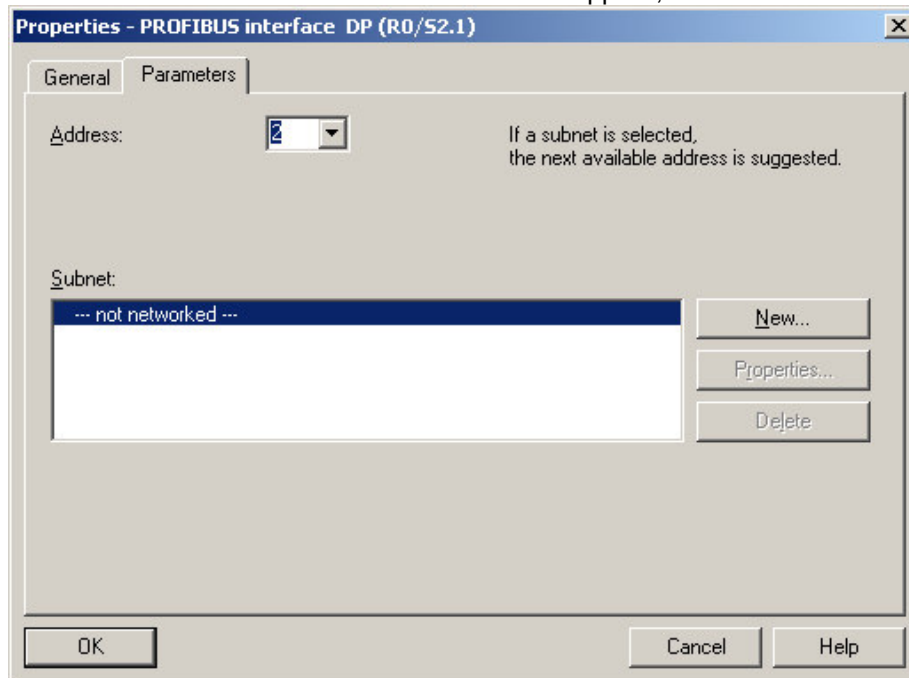 Properties - PROFIBUS interface DP (R0/S2.1)
General Parameters
Address: 2
If a subnet is selected,
the next available address is suggested.
Subnet:
--- not networked ---
New...
Properties...
Delete
OK Cancel Help